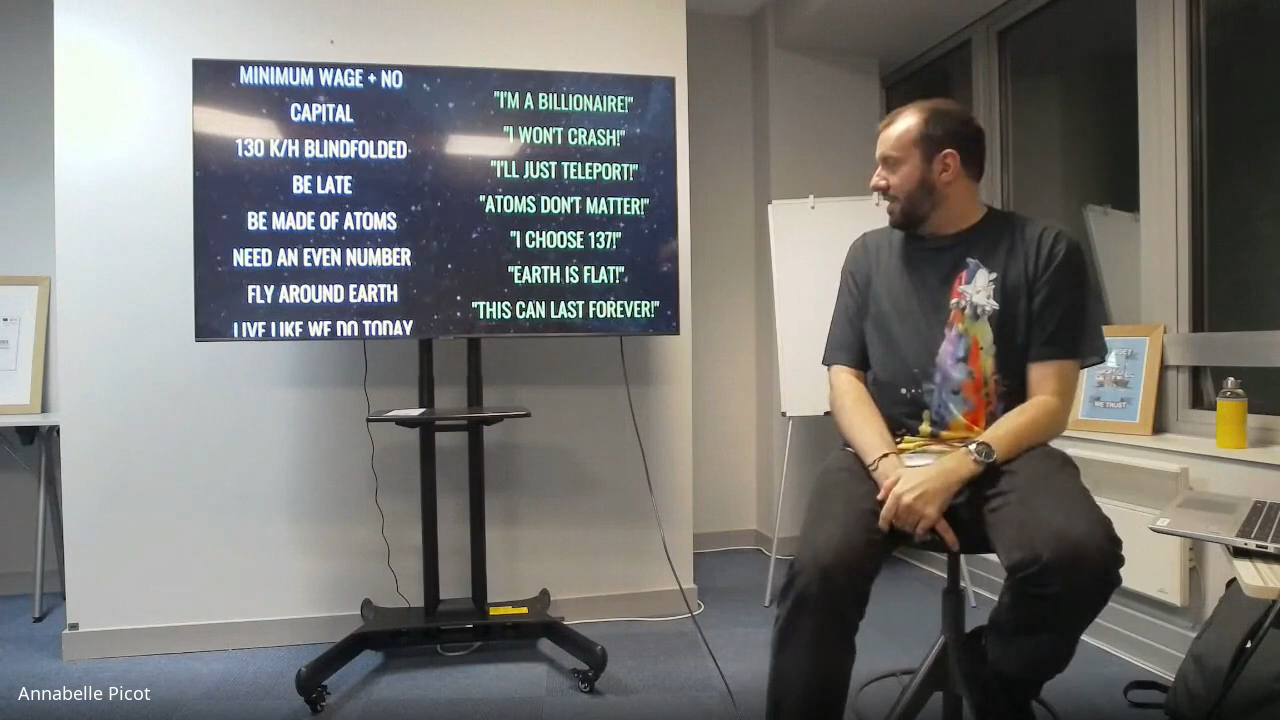 MINIMUM WAGE + NO
CAPITAL
130 K/H BLINDFOLDED
BE LATE
BE MADE OF ATOMS
NEED AN EVEN NUMBER
FLY AROUND EARTH
LIVE LIKE WE DO TODAY
"I'M A BILLIONAIRE!"
"I WON'T CRASH!"
"I'LL JUST TELEPORT!"
"ATOMS DON'T MATTER!"
"I CHOOSE 137!"
"EARTH IS FLAT!"
"THIS CAN LAST FOREVER!"
WE TRUST
Annabelle Picot